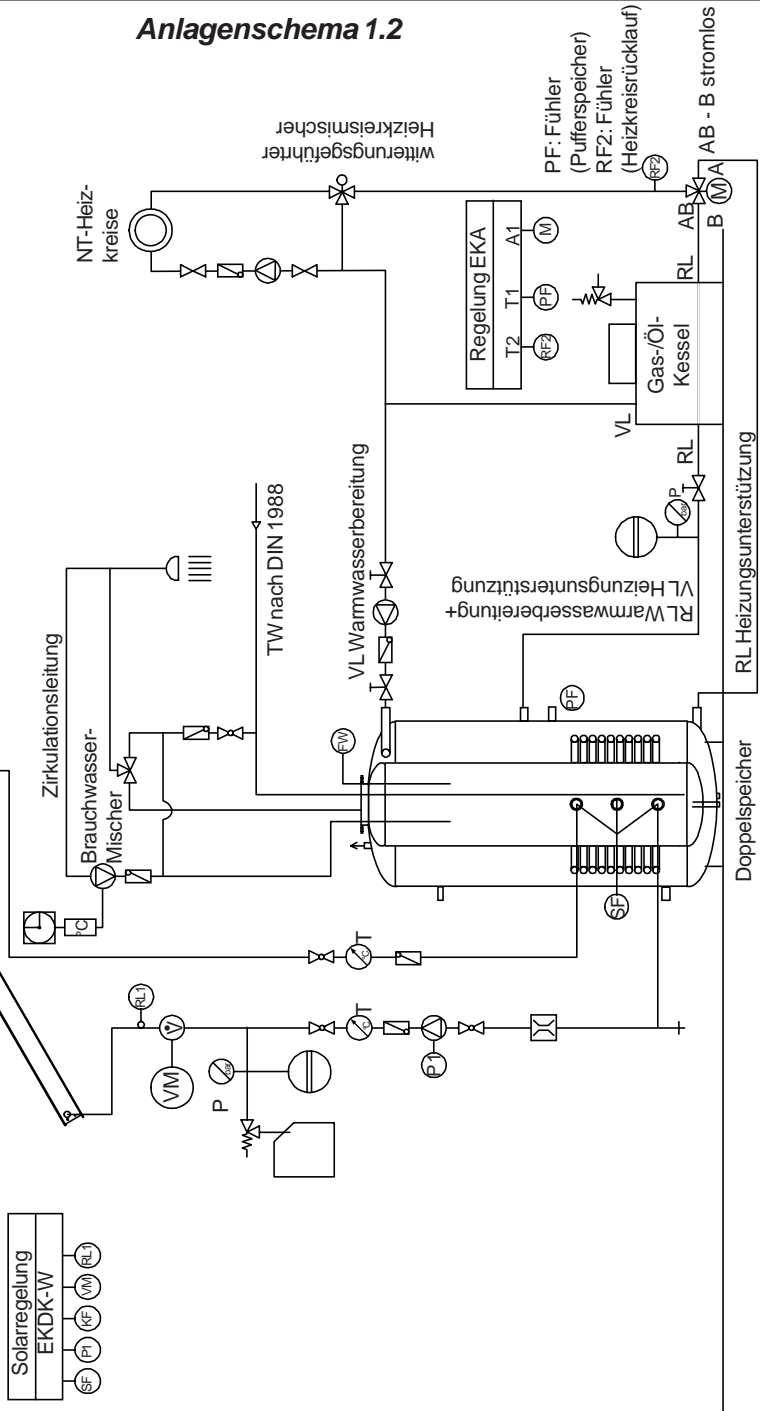 Anlagenschema 1.2
Solarregelung
EKDK-W
SF
P1
KF
VM
RL1
RL1
VM
V
bar
P
°C
T
P1
°C
T
°C
Zirkulationsleitung
Brauchwasser-
Mischer
TW nach DIN 1988
FW
SF
PF
Doppelspeicher
VL Warmwasserbereitung
RL Warmwasserbereitung+
VL Heizungsunterstützung
RL Heizungsunterstützung
bar
P
RL
VL
Gas-/Öl-
Kessel
RL
NT-Heiz-
kreise
witterungsgeführter
Heizkreismischer
Regelung EKA
T2
T1
A1
RF2
PF
M
PF: Fühler
(Pufferspeicher)
RF2: Fühler
(Heizkreisrücklauf)
RF2
AB
B
M
A
AB - B stromlos